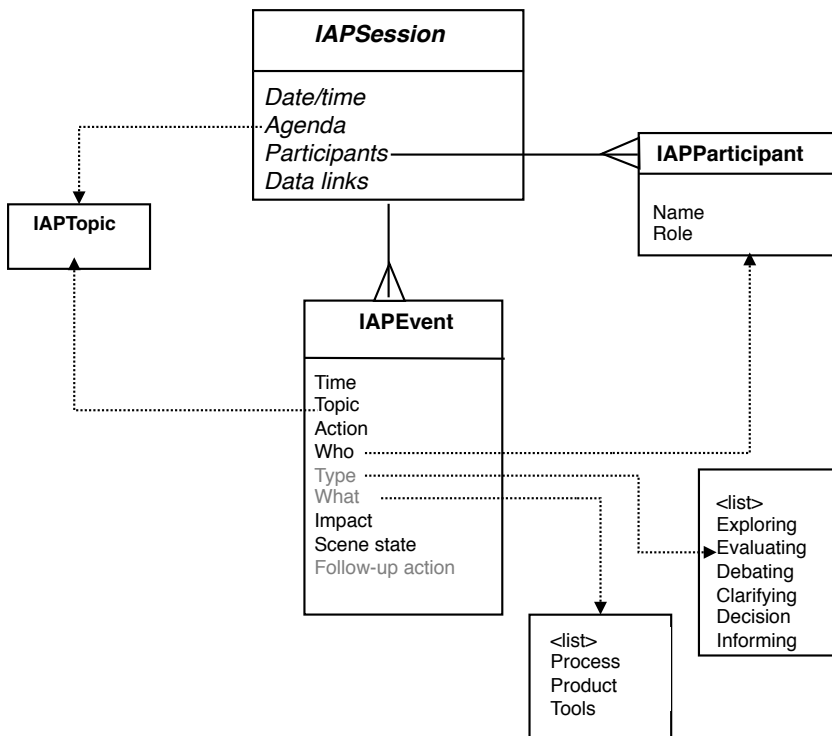 IAPSession
Date/time
Agenda
Participants
Data links
IAPParticipant
Name
Role
IAPTopic
IAPEvent
Time
Topic
Action
Who
Type
What
Impact
Scene state
Follow-up action
<list>
Exploring
Evaluating
Debating
Clarifying
Decision
Informing
<list>
Process
Product
Tools